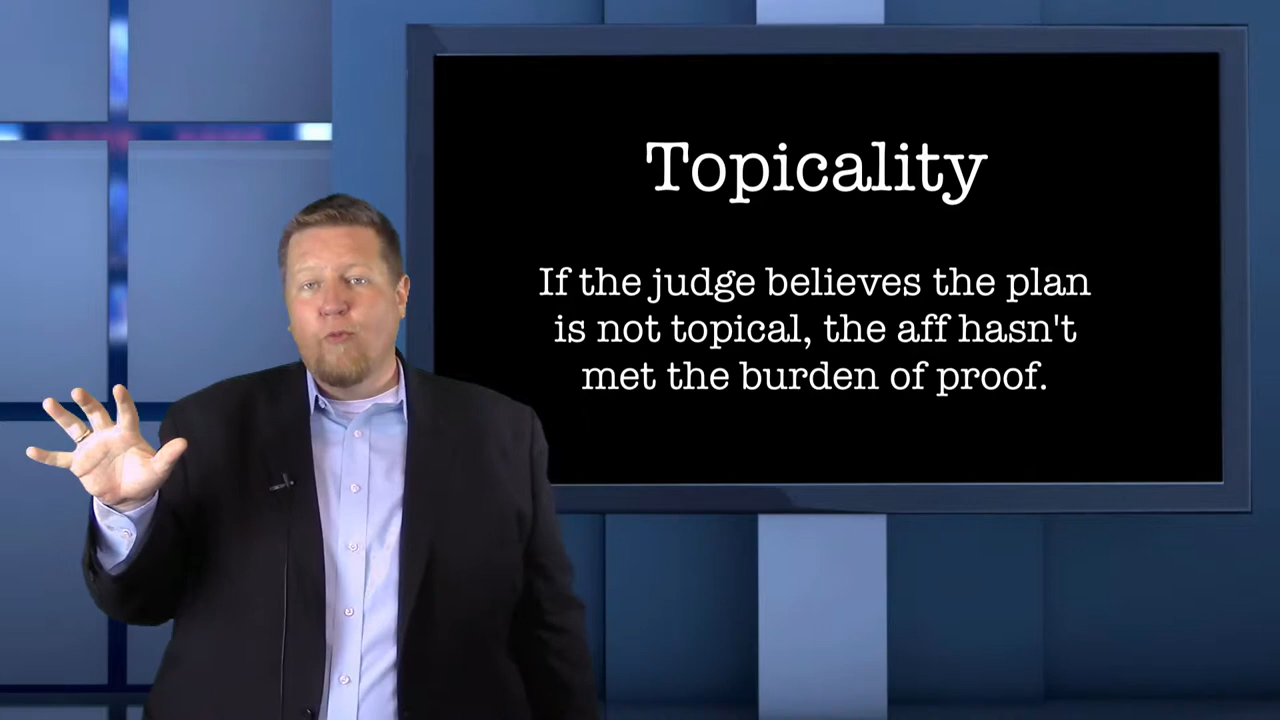 Topicality
If the judge believes the plan
is not topical, the aff hasn't
met the burden of proof.